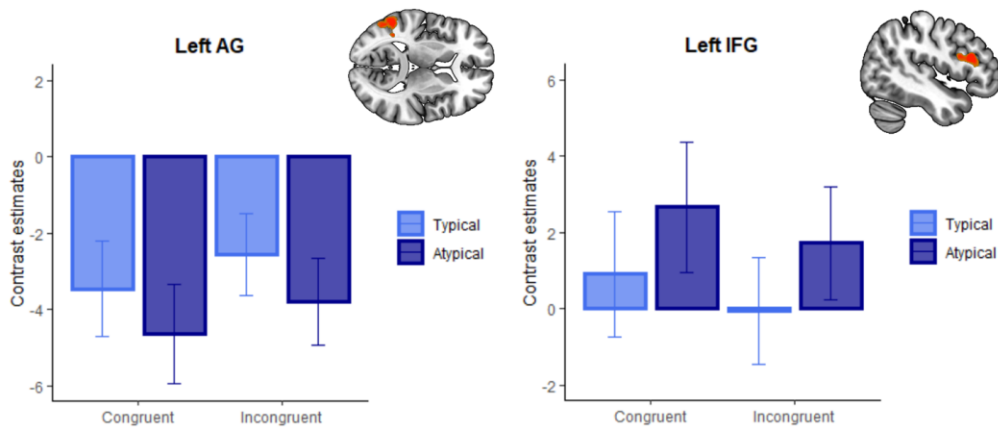 Left AG
Contrast estimates
2
0
-2
-4
-6
Congruent
Incongruent
Typical
Atypical
Left IFG
Contrast estimates
6
4
2
0
-2
Congruent
Incongruent
Typical
Atypical